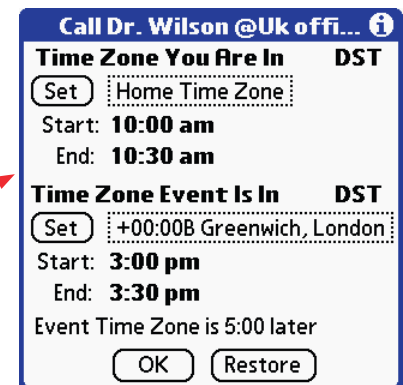 Call Dr. Wilson @Uk offi... i
Time Zone You Are In DST
Set Home Time Zone
Start: 10:00 am
End: 10:30 am
Time Zone Event Is In DST
Set +00:00B Greenwich, London
Start: 3:00 pm
End: 3:30 pm
Event Time Zone is 5:00 later
OK Restore